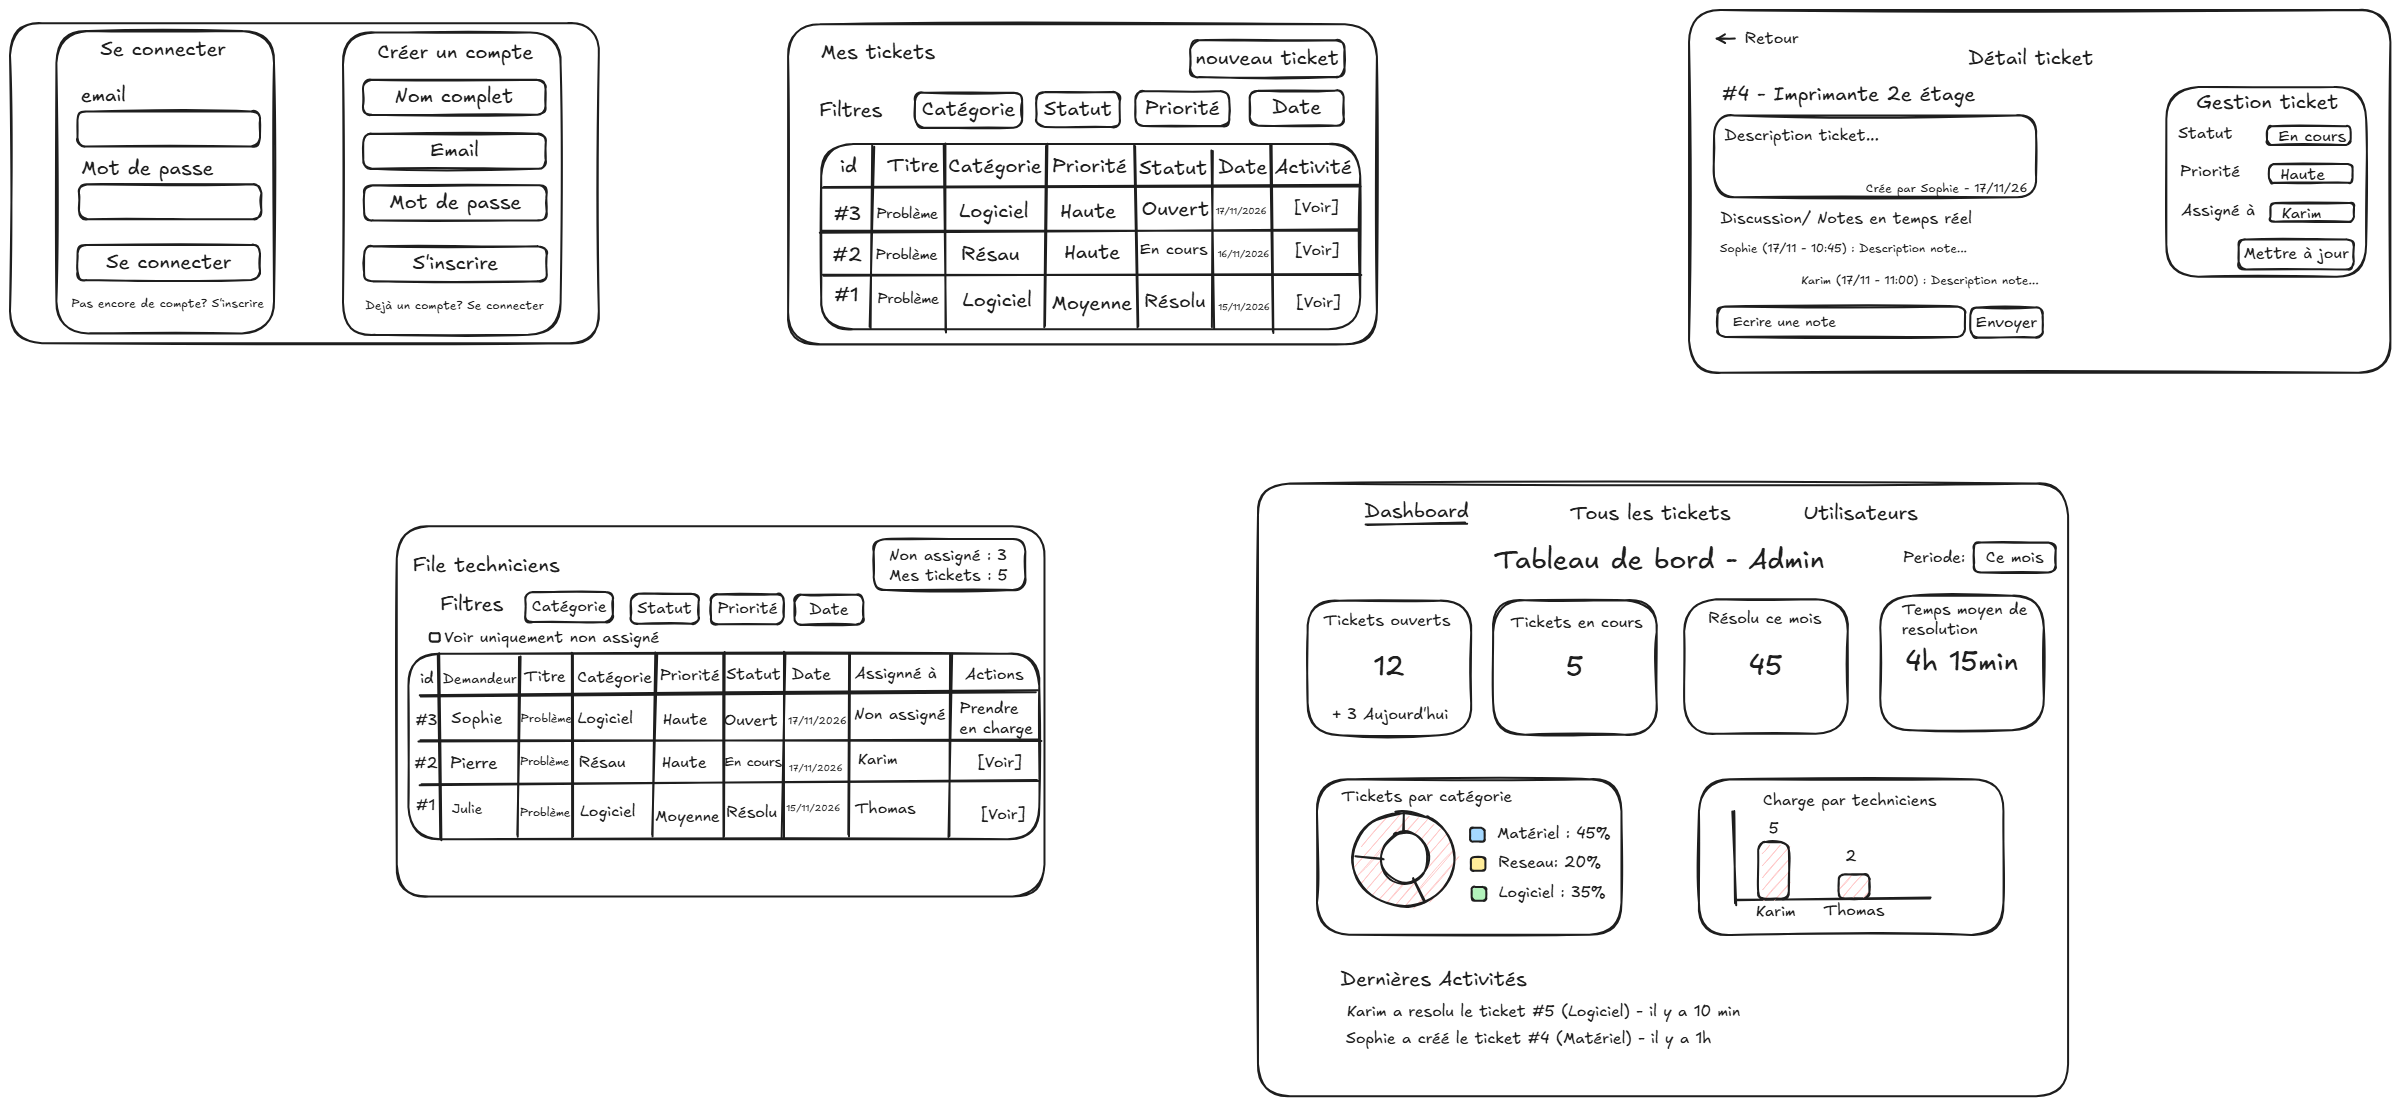 Se connecter
email
Mot de passe
Se connecter
Pas encore de compte? S'inscrire
Créer un compte
Nom complet
Email
Mot de passe
S'inscrire
Dejà un compte? Se connecter
Mes tickets
nouveau ticket
Filtres Catégorie Statut Priorité Date
id Titre Catégorie Priorité Statut Date Activité
#3 Problème Logiciel Haute Ouvert 17/11/2026 [Voir]
#2 Problème Résau Haute En cours 16/11/2026 [Voir]
#1 Problème Logiciel Moyenne Résolu 15/11/2026 [Voir]
Retour
Détail ticket
#4 - Imprimante 2e étage
Description ticket...
Crée par Sophie - 17/11/26
Discussion/ Notes en temps réel
Sophie (17/11 - 10:45) : Description note...
Karim (17/11 - 11:00) : Description note...
Ecrire une note
Envoyer
Gestion ticket
Statut En cours
Priorité Haute
Assigné à Karim
Mettre à jour
File techniciens
Non assigné : 3
Mes tickets : 5
Filtres Catégorie Statut Priorité Date
Voir uniquement non assigné
id Demandeur Titre Catégorie Priorité Statut Date Assignné à Actions
#3 Sophie Problème Logiciel Haute Ouvert 17/11/2026 Non assigné Prendre
en charge
#2 Pierre Problème Résau Haute En cours 17/11/2026 Karim [Voir]
#1 Julie Problème Logiciel Moyenne Résolu 15/11/2026 Thomas [Voir]
Dashboard Tous les tickets Utilisateurs
Tableau de bord - Admin
Periode: Ce mois
Tickets ouverts
12
+ 3 Aujourd'hui
Tickets en cours
5
Résolu ce mois
45
Temps moyen de
resolution
4h 15min
Tickets par catégorie
Matériel : 45%
Reseau: 20%
Logiciel : 35%
Charge par techniciens
5
2
Karim Thomas
Dernières Activités
Karim a resolu le ticket #5 (Logiciel) - il y a 10 min
Sophie a créé le ticket #4 (Matériel) - il y a 1h